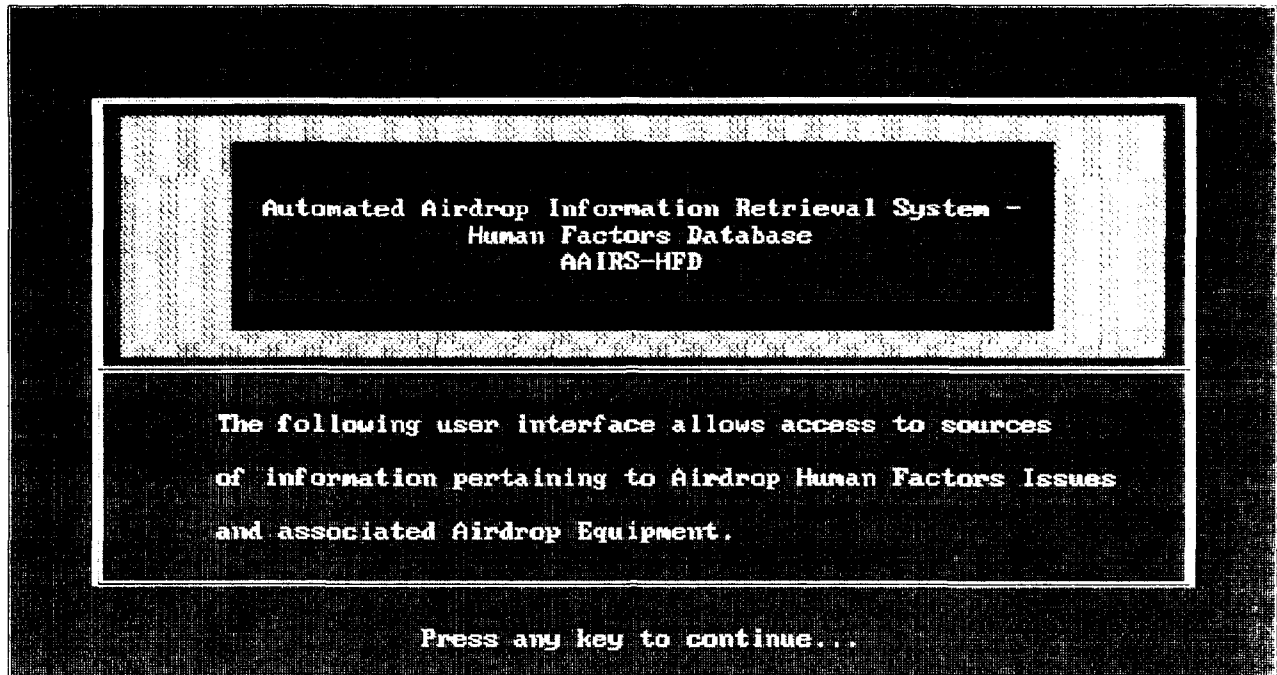 Automated Airdrop Information Retrieval System -
Human Factors Database
AAIRS-HFD
The following user interface allows access to sources
of information pertaining to Airdrop Human Factors Issues
and associated Airdrop Equipment.
Press any key to continue...